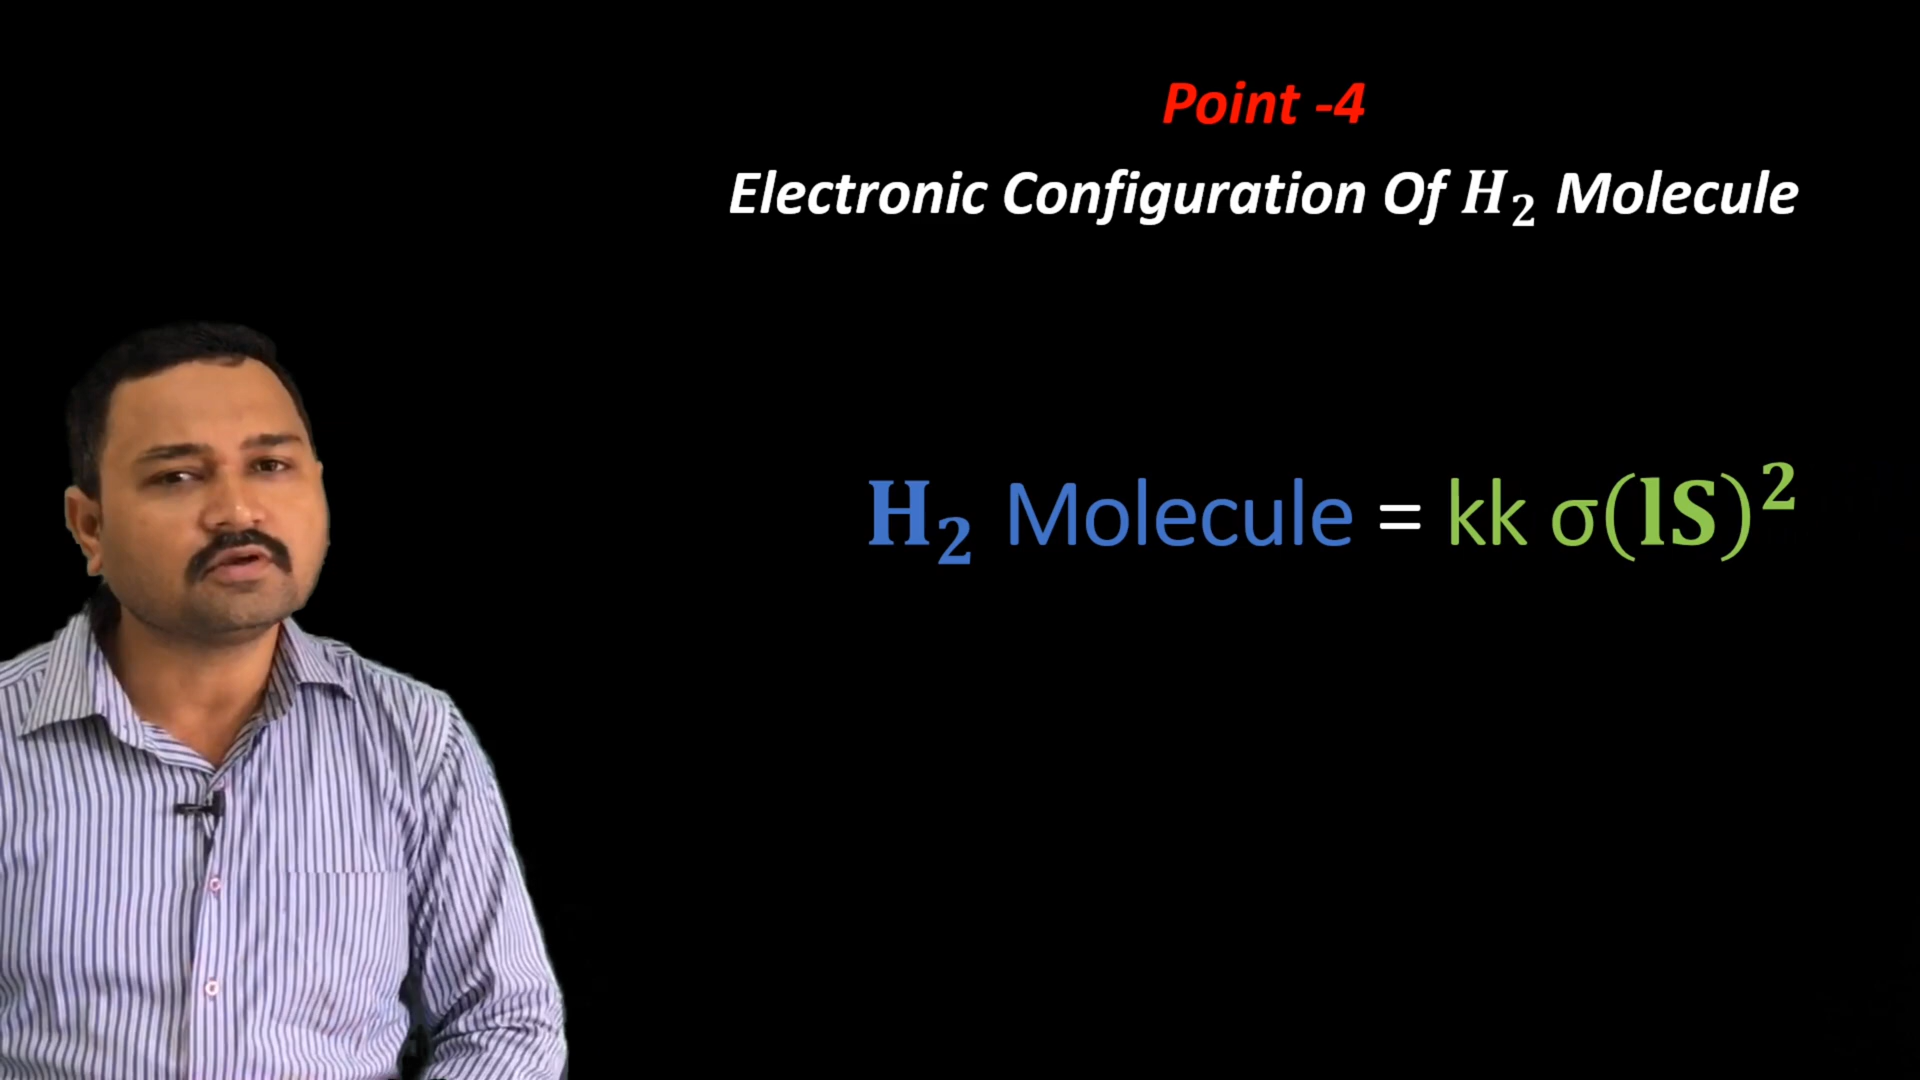 Point -4
Electronic Configuration Of H₂ Molecule
H₂ Molecule = kk σ(lS)²